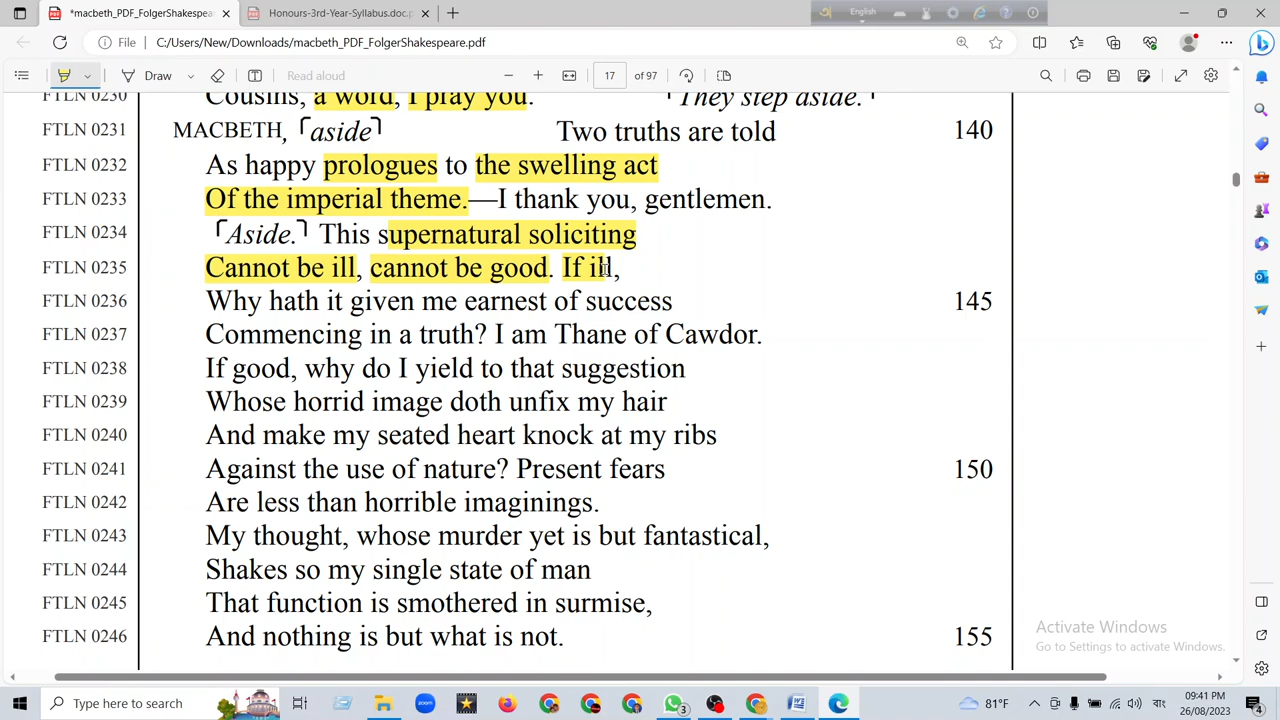 *macbeth_PDF_FolgerShakespea
Honours-3rd-Year-Syllabus.doc.p
English
File
C:/Users/New/Downloads/macbeth_PDF_FolgerShakespeare.pdf
Draw
Read aloud
17
of 97
FTLN 0230 Cousins, a word, I pray you. ⌜They step aside.⌝
FTLN 0231 MACBETH, ⌜aside⌝ Two truths are told 140
FTLN 0232 As happy prologues to the swelling act
FTLN 0233 Of the imperial theme.—I thank you, gentlemen.
FTLN 0234 ⌜Aside.⌝ This supernatural soliciting
FTLN 0235 Cannot be ill, cannot be good. If ill,
FTLN 0236 Why hath it given me earnest of success 145
FTLN 0237 Commencing in a truth? I am Thane of Cawdor.
FTLN 0238 If good, why do I yield to that suggestion
FTLN 0239 Whose horrid image doth unfix my hair
FTLN 0240 And make my seated heart knock at my ribs
FTLN 0241 Against the use of nature? Present fears 150
FTLN 0242 Are less than horrible imaginings.
FTLN 0243 My thought, whose murder yet is but fantastical,
FTLN 0244 Shakes so my single state of man
FTLN 0245 That function is smothered in surmise,
FTLN 0246 And nothing is but what is not. 155
Activate Windows
Go to Settings to activate Windows.
Type here to search
zoom
3
81°F
বাং
09:41 PM
26/08/2023
4